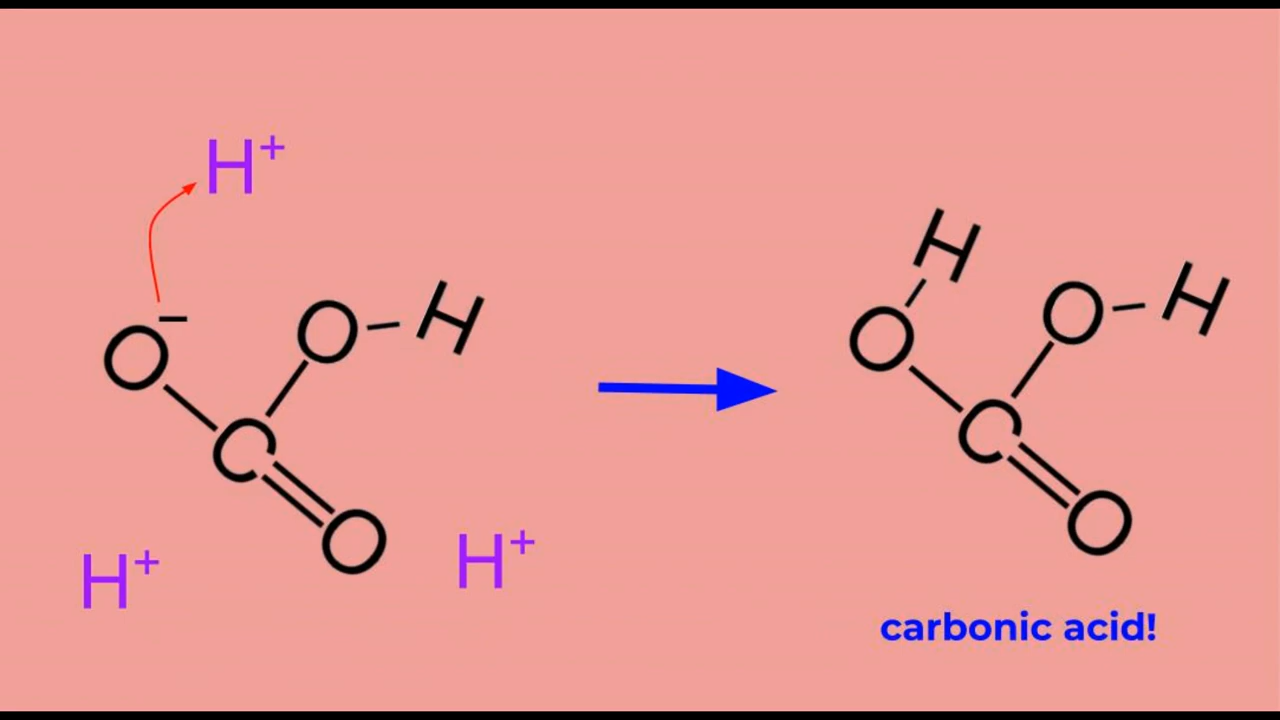 H⁺
O⁻ O H
C
O
H⁺ H⁺
H
O O H
C
O
carbonic acid!